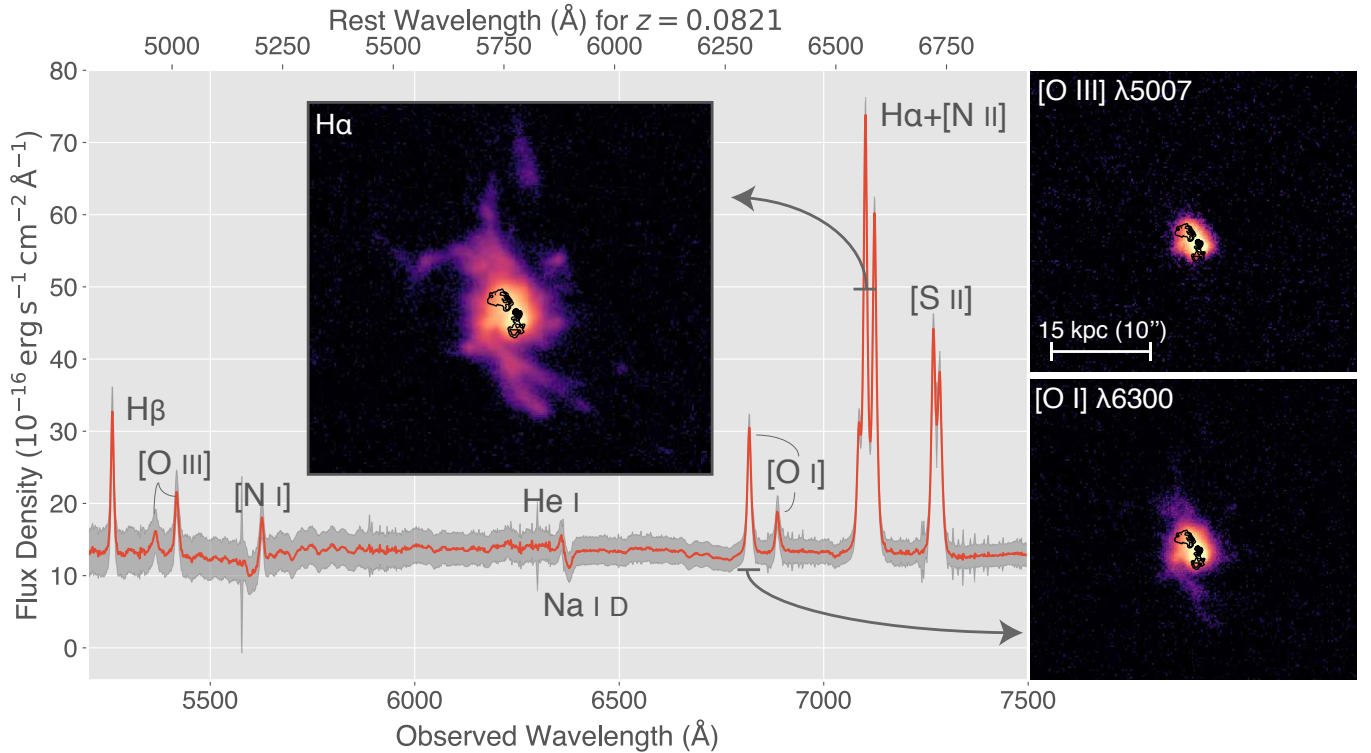 Rest Wavelength (Å) for z = 0.0821
5000 5250 5500 5750 6000 6250 6500 6750
Flux Density (10⁻¹⁶ erg s⁻¹ cm⁻² Å⁻¹)
80
70
60
50
40
30
20
10
0
Hα
Hα+[N II]
[S II]
Hβ
[O III]
[N I]
He I
[O I]
Na I D
5500 6000 6500 7000 7500
Observed Wavelength (Å)
[O III] λ5007
15 kpc (10”)
[O I] λ6300